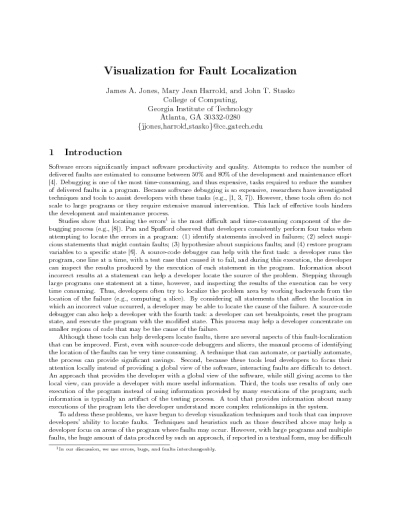 Visualization for Fault Localization
James A. Jones, Mary Jean Harrold, and John T. Stasko
College of Computing,
Georgia Institute of Technology
Atlanta, GA 30332-0280
{jjones,harrold,stasko}@cc.gatech.edu
1 Introduction
Software errors significantly impact software productivity and quality. Attempts to reduce the number of
delivered faults are estimated to consume between 50% and 80% of the development and maintenance effort
[4]. Debugging is one of the most time-consuming, and thus expensive, tasks required to reduce the number
of delivered faults in a program. Because software debugging is so expensive, researchers have investigated
techniques and tools to assist developers with these tasks (e.g., [1, 3, 7]). However, these tools often do not
scale to large programs or they require extensive manual intervention. This lack of effective tools hinders
the development and maintenance process.
Studies show that locating the errors¹ is the most difficult and time-consuming component of the de-
bugging process (e.g., [8]). Pan and Spafford observed that developers consistently perform four tasks when
attempting to locate the errors in a program: (1) identify statements involved in failures; (2) select suspi-
cious statements that might contain faults; (3) hypothesize about suspicious faults; and (4) restore program
variables to a specific state [6]. A source-code debugger can help with the first task: a developer runs the
program, one line at a time, with a test case that caused it to fail, and during this execution, the developer
can inspect the results produced by the execution of each statement in the program. Information about
incorrect results at a statement can help a developer locate the source of the problem. Stepping through
large programs one statement at a time, however, and inspecting the results of the execution can be very
time consuming. Thus, developers often try to localize the problem area by working backwards from the
location of the failure (e.g., computing a slice). By considering all statements that affect the location in
which an incorrect value occurred, a developer may be able to locate the cause of the failure. A source-code
debugger can also help a developer with the fourth task: a developer can set breakpoints, reset the program
state, and execute the program with the modified state. This process may help a developer concentrate on
smaller regions of code that may be the cause of the failure.
Although these tools can help developers locate faults, there are several aspects of this fault-localization
that can be improved. First, even with source-code debuggers and slicers, the manual process of identifying
the location of the faults can be very time consuming. A technique that can automate, or partially automate,
the process can provide significant savings. Second, because these tools lead developers to focus their
attention locally instead of providing a global view of the software, interacting faults are difficult to detect.
An approach that provides the developer with a global view of the software, while still giving access to the
local view, can provide a developer with more useful information. Third, the tools use results of only one
execution of the program instead of using information provided by many executions of the program; such
information is typically an artifact of the testing process. A tool that provides information about many
executions of the program lets the developer understand more complex relationships in the system.
To address these problems, we have begun to develop visualization techniques and tools that can improve
developers' ability to locate faults. Techniques and heuristics such as those described above may help a
developer focus on areas of the program where faults may occur. However, with large programs and multiple
faults, the huge amount of data produced by such an approach, if reported in a textual form, may be difficult
¹In our discussion, we use errors, bugs, and faults interchangeably.